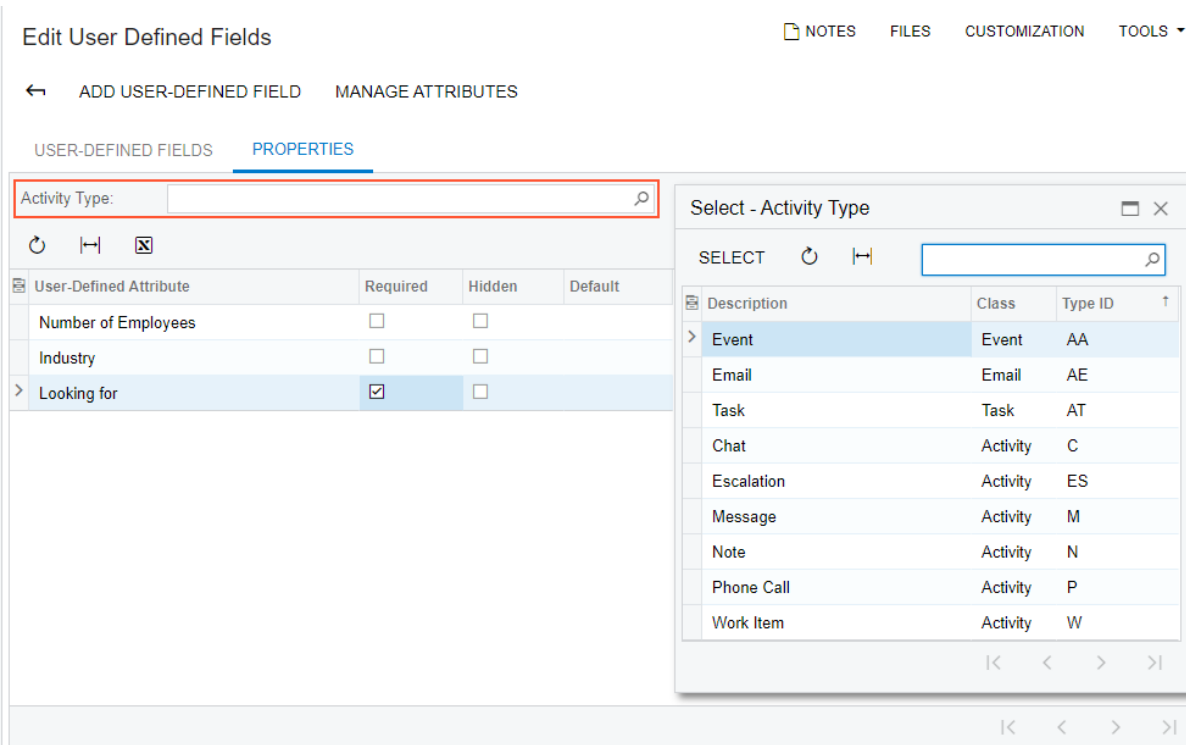 Edit User Defined Fields
NOTES FILES CUSTOMIZATION TOOLS
ADD USER-DEFINED FIELD MANAGE ATTRIBUTES
USER-DEFINED FIELDS PROPERTIES
Activity Type:
User-Defined Attribute Required Hidden Default
Number of Employees
Industry
Looking for
Select - Activity Type
SELECT
Description Class Type ID
Event Event AA
Email Email AE
Task Task AT
Chat Activity C
Escalation Activity ES
Message Activity M
Note Activity N
Phone Call Activity P
Work Item Activity W